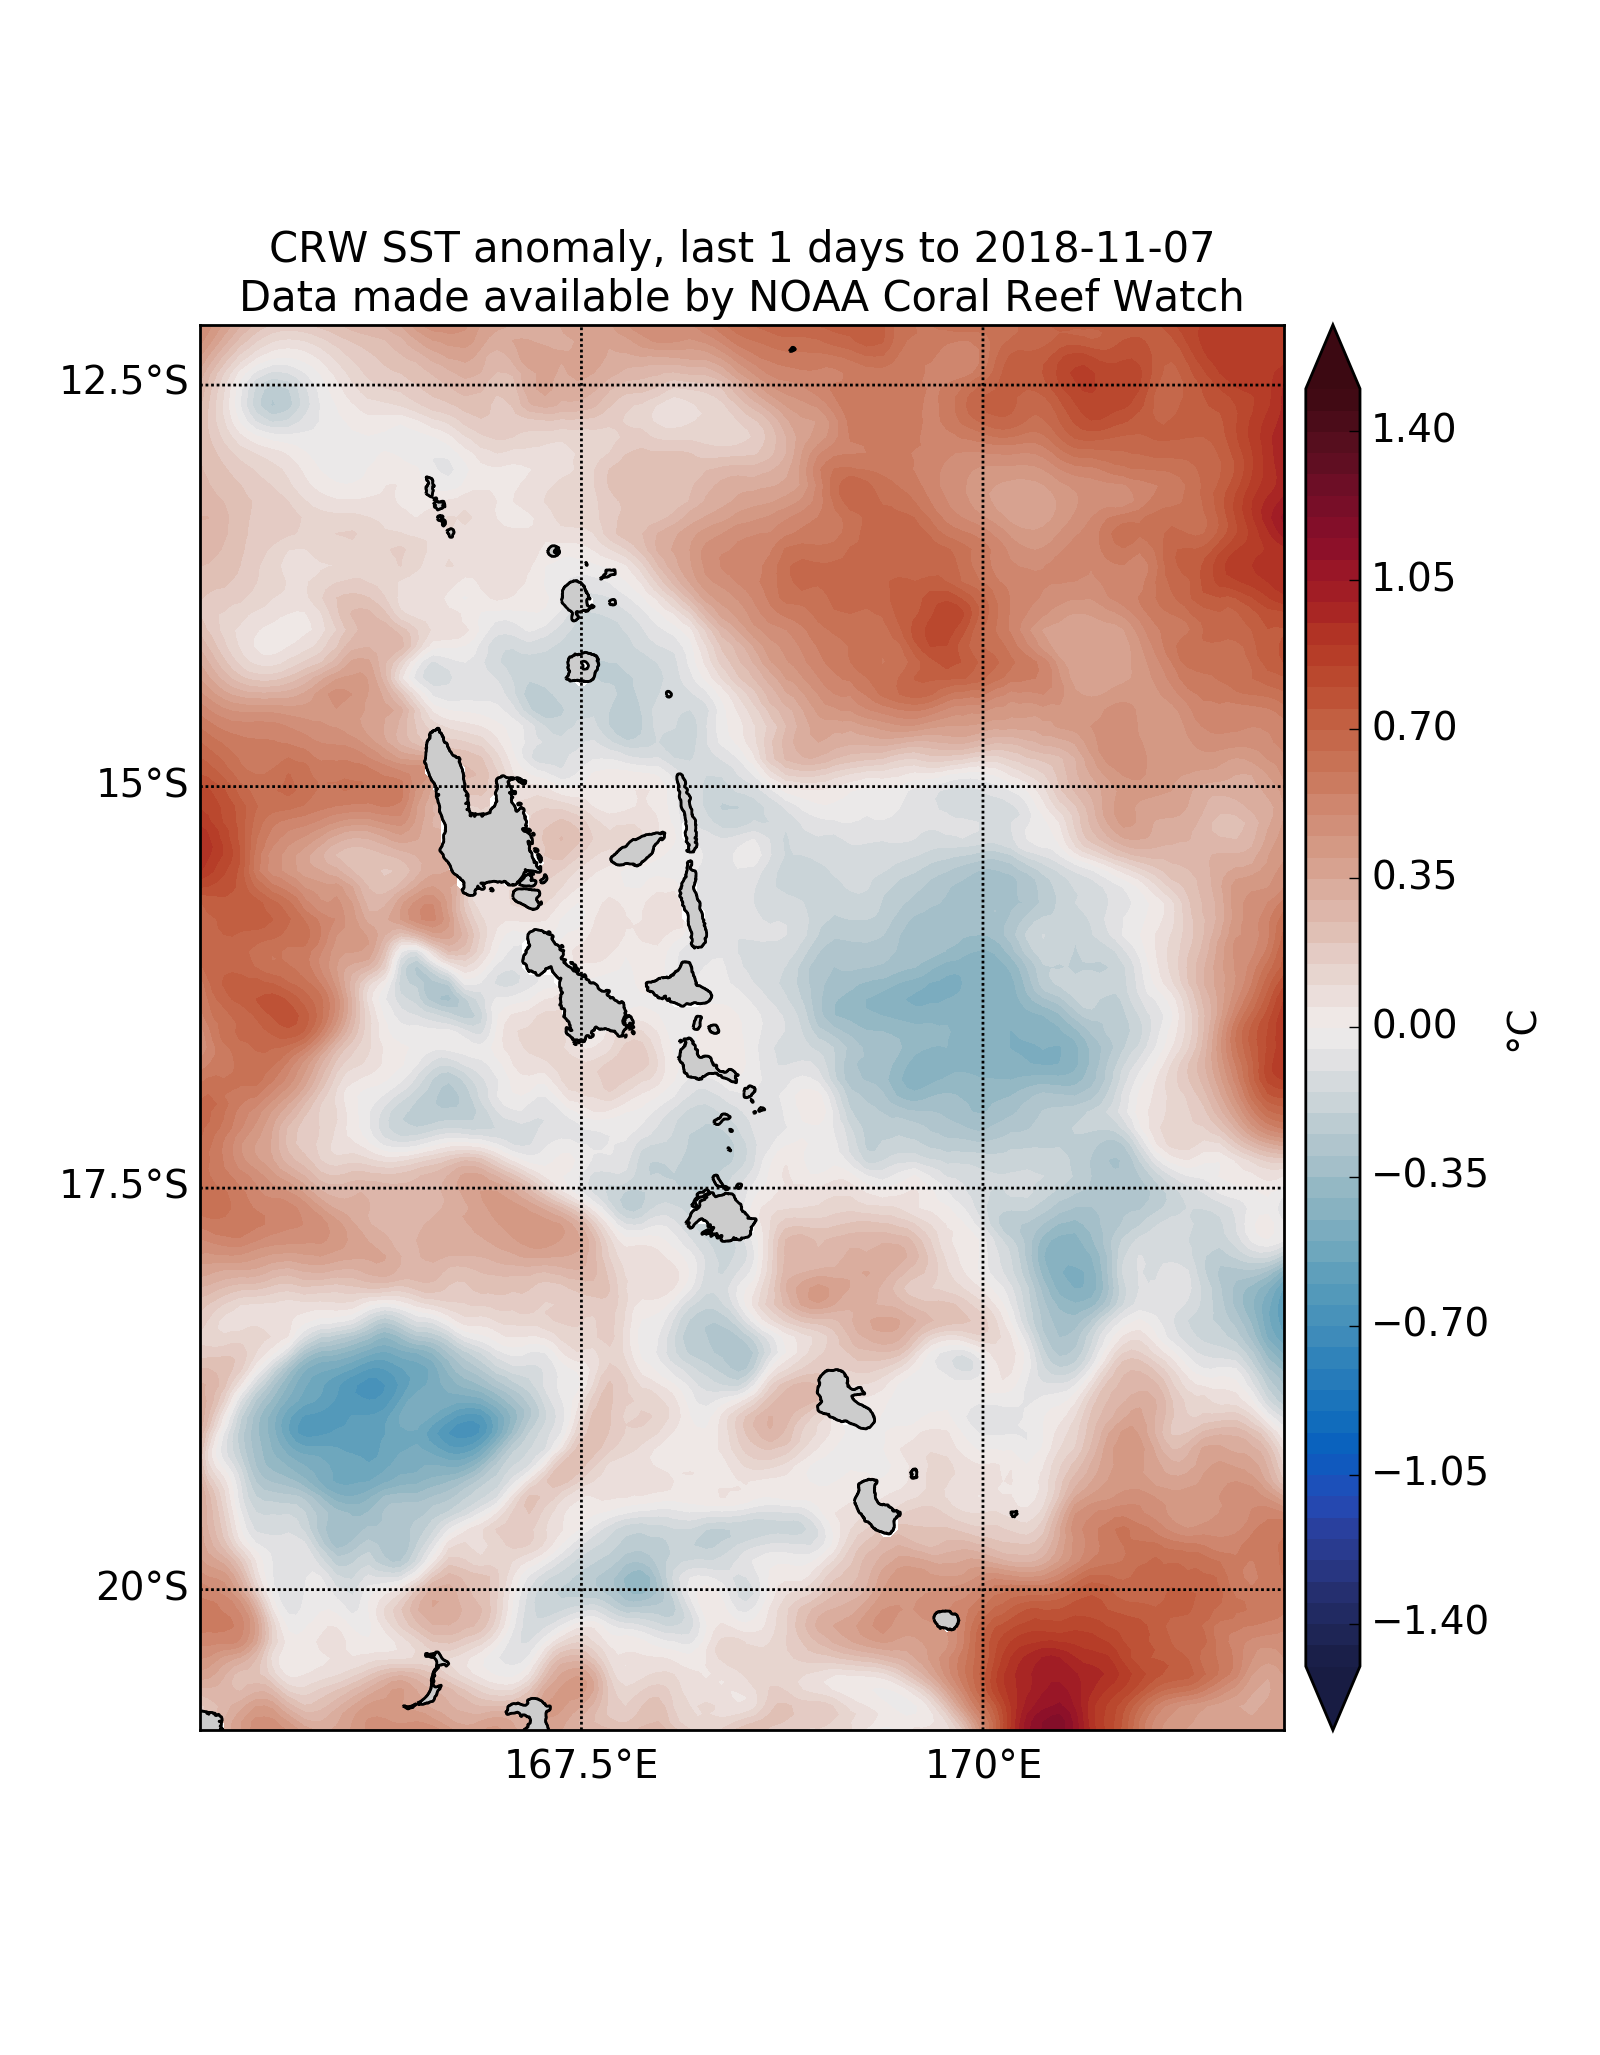 CRW SST anomaly, last 1 days to 2018-11-07
Data made available by NOAA Coral Reef Watch
12.5°S
15°S
17.5°S
20°S
167.5°E
170°E
1.40
1.05
0.70
0.35
0.00
−0.35
−0.70
−1.05
−1.40
°C